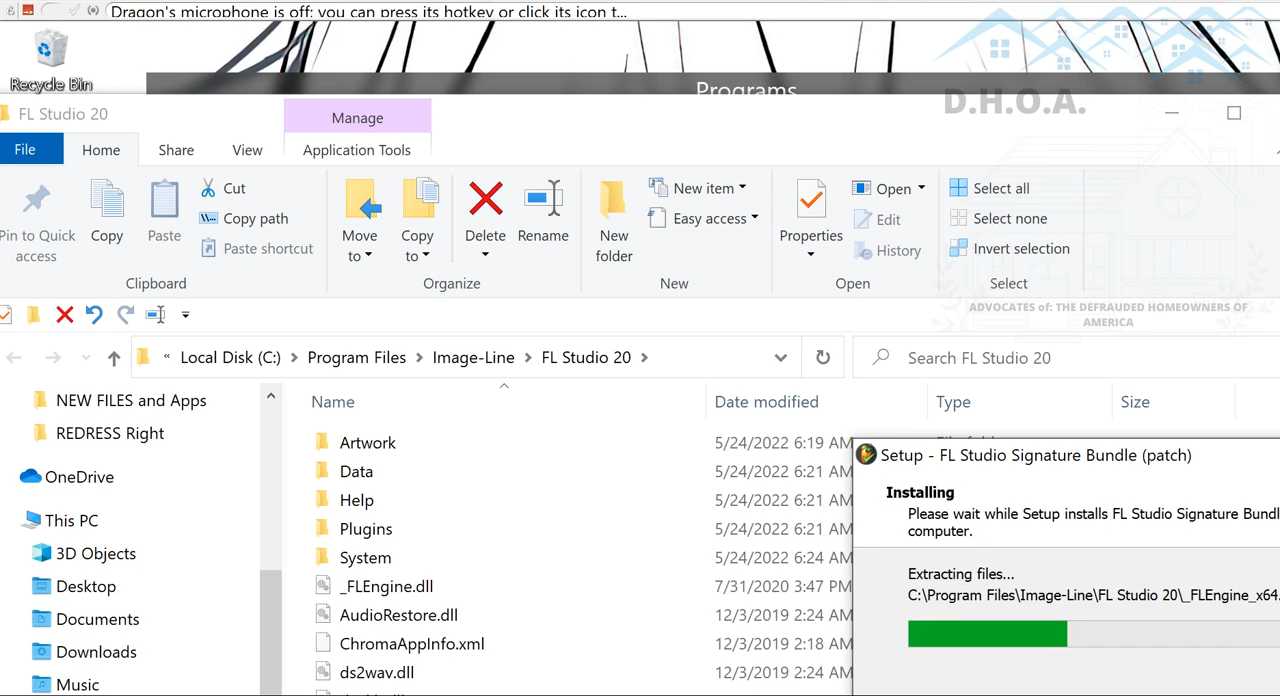 Dragon's microphone is off: you can press its hotkey or click its icon t...
Recycle Bin
Programs
FL Studio 20
Manage
D.H.O.A.
File
Home
Share
View
Application Tools
Pin to Quick access
Copy
Paste
Cut
Copy path
Paste shortcut
Clipboard
Move to
Copy to
Delete
Rename
Organize
New folder
New item
Easy access
New
Properties
Open
Edit
History
Open
Select all
Select none
Invert selection
Select
ADVOCATES of: THE DEFRAUDED HOMEOWNERS OF
AMERICA
« Local Disk (C:) > Program Files > Image-Line > FL Studio 20 >
Search FL Studio 20
NEW FILES and Apps
REDRESS Right
OneDrive
This PC
3D Objects
Desktop
Documents
Downloads
Music
Name
Date modified
Type
Size
Artwork 5/24/2022 6:19 AM
Data 5/24/2022 6:21 AM
Help 5/24/2022 6:21 AM
Plugins 5/24/2022 6:21 AM
System 5/24/2022 6:24 AM
_FLEngine.dll 7/31/2020 3:47 PM
AudioRestore.dll 12/3/2019 2:24 AM
ChromaAppInfo.xml 12/3/2019 2:18 AM
ds2wav.dll 12/3/2019 2:24 AM
Setup - FL Studio Signature Bundle (patch)
Installing
Please wait while Setup installs FL Studio Signature Bundl
computer.
Extracting files...
C:\Program Files\Image-Line\FL Studio 20\_FLEngine_x64.